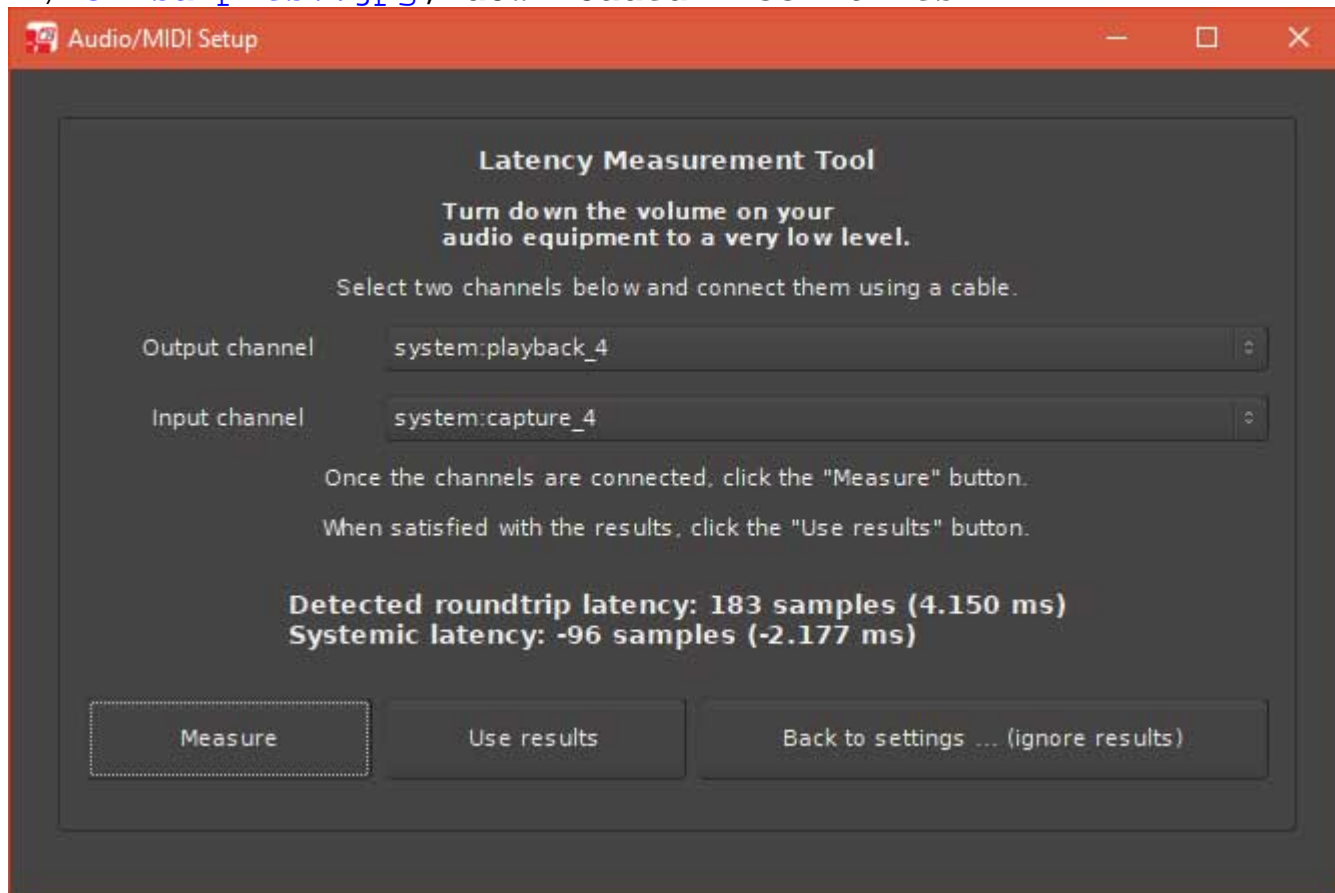 Audio/MIDI Setup
Latency Measurement Tool
Turn down the volume on your
audio equipment to a very low level.
Select two channels below and connect them using a cable.
Output channel system:playback_4
Input channel system:capture_4
Once the channels are connected, click the "Measure" button.
When satisfied with the results, click the "Use results" button.
Detected roundtrip latency: 183 samples (4.150 ms)
Systemic latency: -96 samples (-2.177 ms)
Measure Use results Back to settings ... (ignore results)